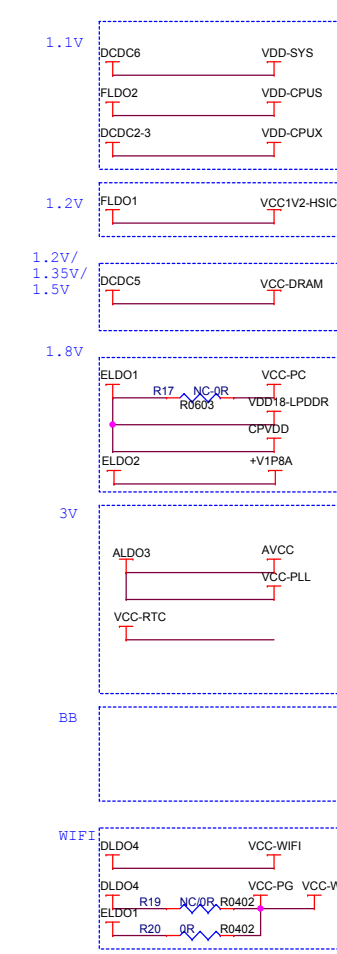 1.1V
DCDC6 VDD-SYS
FLDO2 VDD-CPUS
DCDC2-3 VDD-CPUX
1.2V
FLDO1 VCC1V2-HSIC
1.2V/
1.35V/
1.5V
DCDC5 VCC-DRAM
1.8V
ELDO1 VCC-PC
R17 NC-0R
R0603 VDD18-LPDDR
CPVDD
ELDO2 +V1P8A
3V
ALDO3 AVCC
VCC-PLL
VCC-RTC
BB
WIFI
DLDO4 VCC-WIFI
DLDO4 VCC-PG
R19 NC/0R R0402
ELDO1
R20 0R R0402